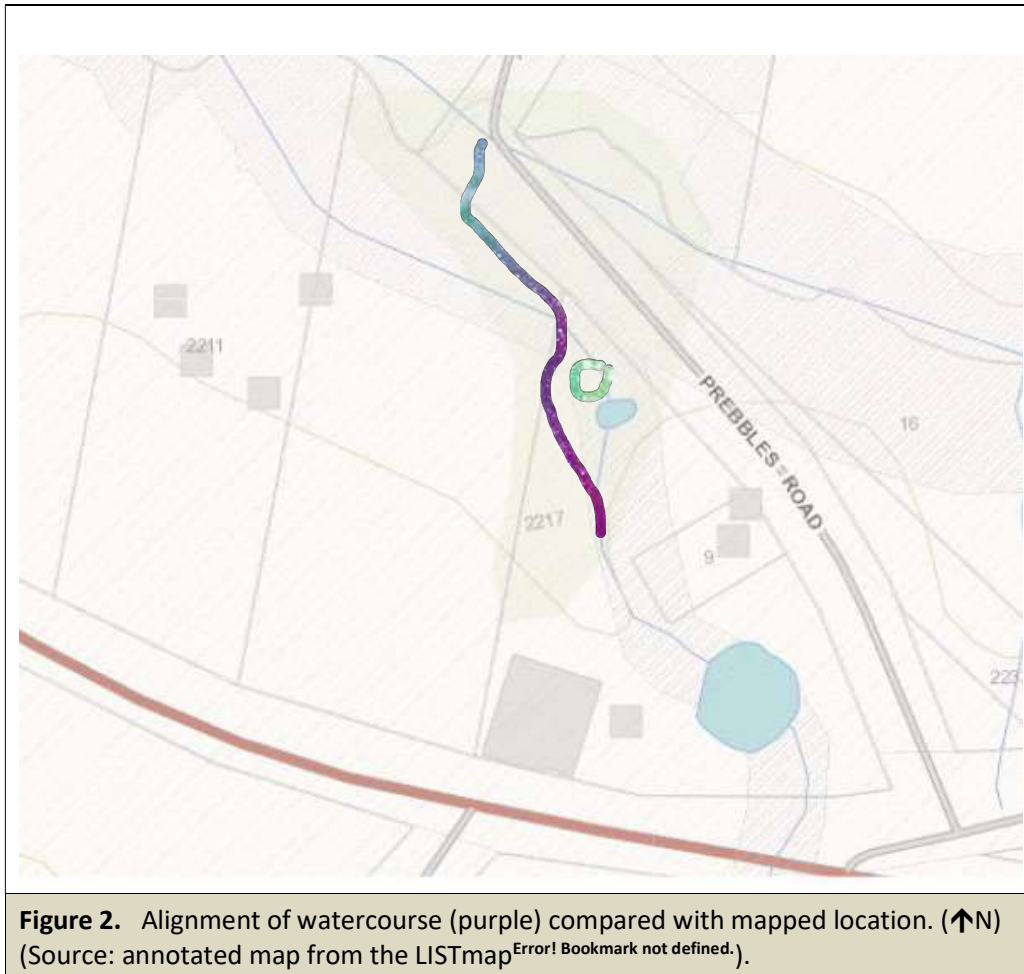 2211
PREBBLES ROAD
16
2217
9
223
Figure 2. Alignment of watercourse (purple) compared with mapped location. (↑N)
(Source: annotated map from the LISTmapError! Bookmark not defined.).